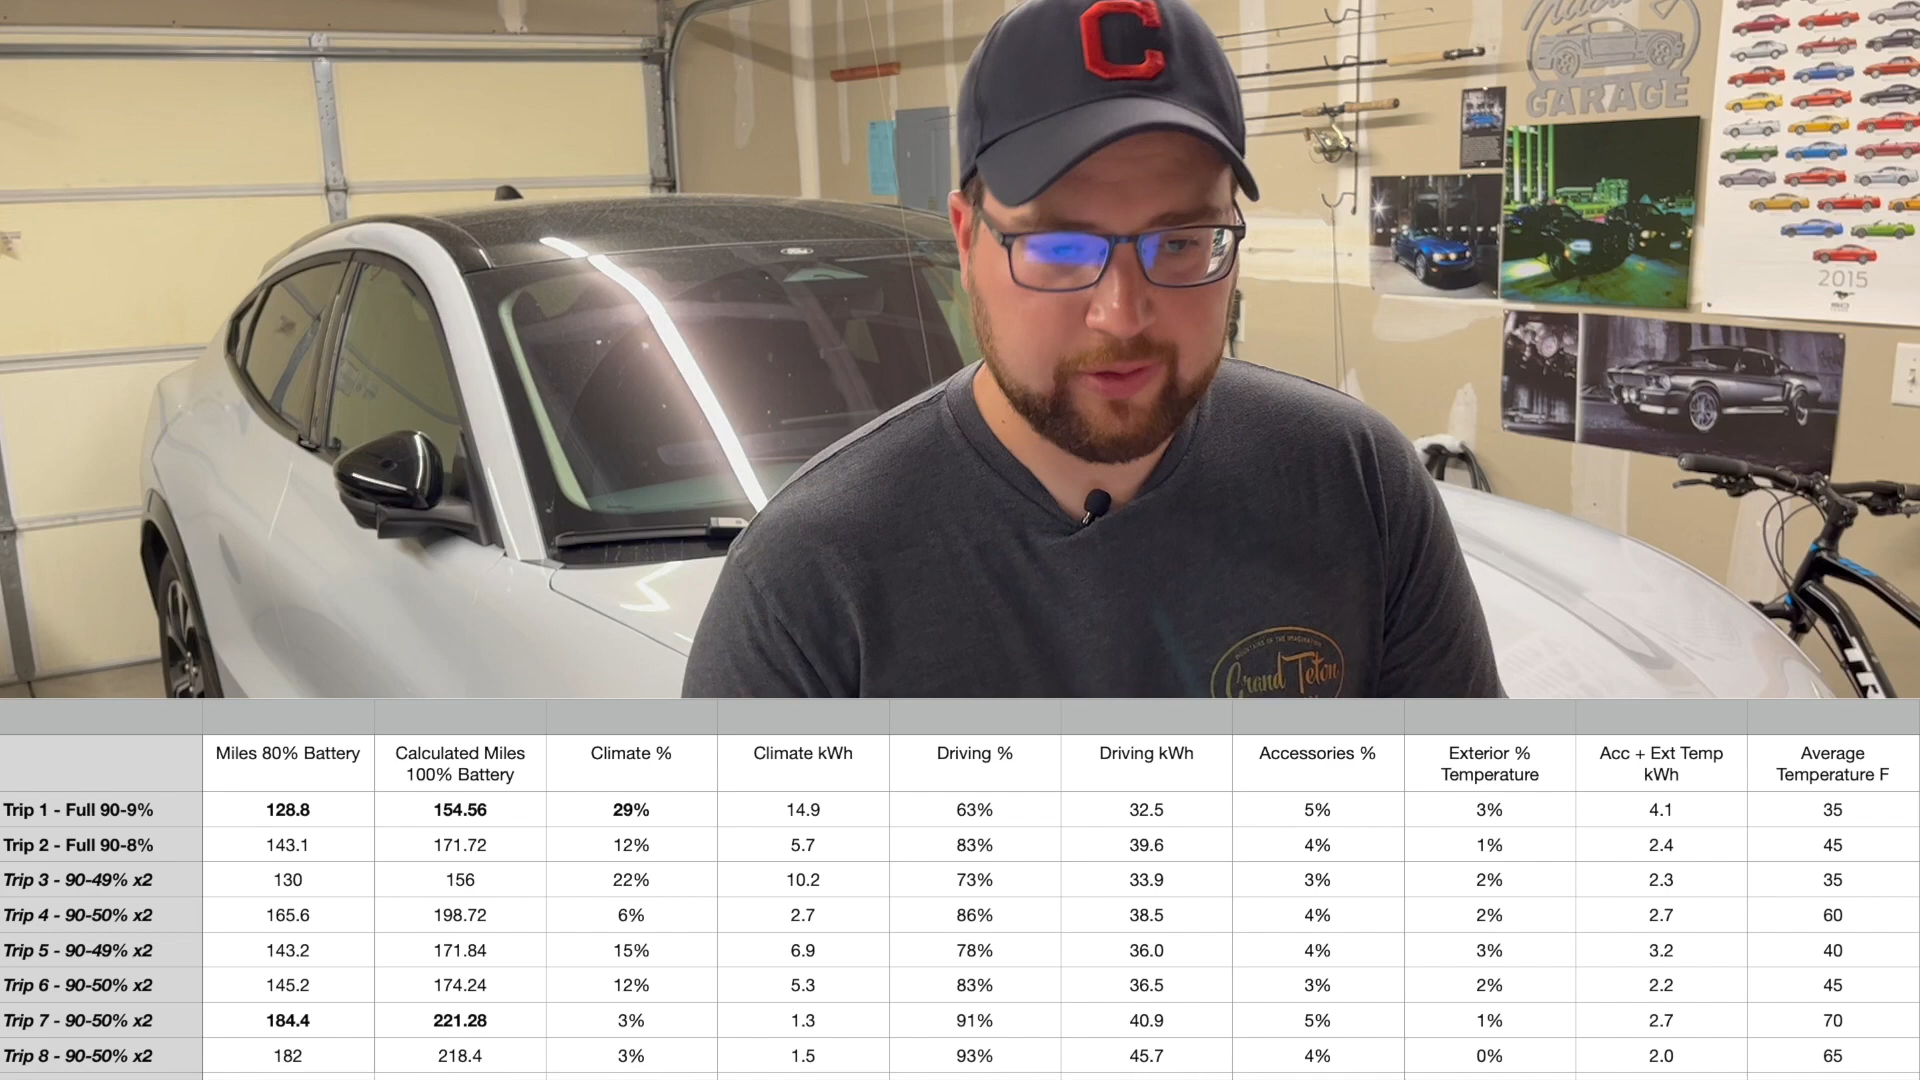 C
GARAGE
2015
Grand Teton
Miles 80% Battery
Calculated Miles
100% Battery
Climate %
Climate kWh
Driving %
Driving kWh
Accessories %
Exterior %
Temperature
Acc + Ext Temp
kWh
Average
Temperature F
Trip 1 - Full 90-9% 128.8 154.56 29% 14.9 63% 32.5 5% 3% 4.1 35
Trip 2 - Full 90-8% 143.1 171.72 12% 5.7 83% 39.6 4% 1% 2.4 45
Trip 3 - 90-49% x2 130 156 22% 10.2 73% 33.9 3% 2% 2.3 35
Trip 4 - 90-50% x2 165.6 198.72 6% 2.7 86% 38.5 4% 2% 2.7 60
Trip 5 - 90-49% x2 143.2 171.84 15% 6.9 78% 36.0 4% 3% 3.2 40
Trip 6 - 90-50% x2 145.2 174.24 12% 5.3 83% 36.5 3% 2% 2.2 45
Trip 7 - 90-50% x2 184.4 221.28 3% 1.3 91% 40.9 5% 1% 2.7 70
Trip 8 - 90-50% x2 182 218.4 3% 1.5 93% 45.7 4% 0% 2.0 65